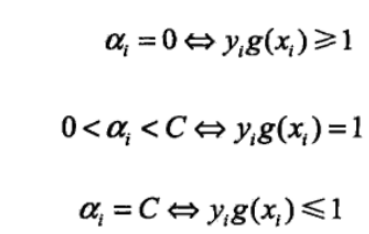 αᵢ = 0 ⇔ yᵢg(xᵢ) ⩾ 1
0 < αᵢ < C ⇔ yᵢg(xᵢ) = 1
αᵢ = C ⇔ yᵢg(xᵢ) ⩽ 1